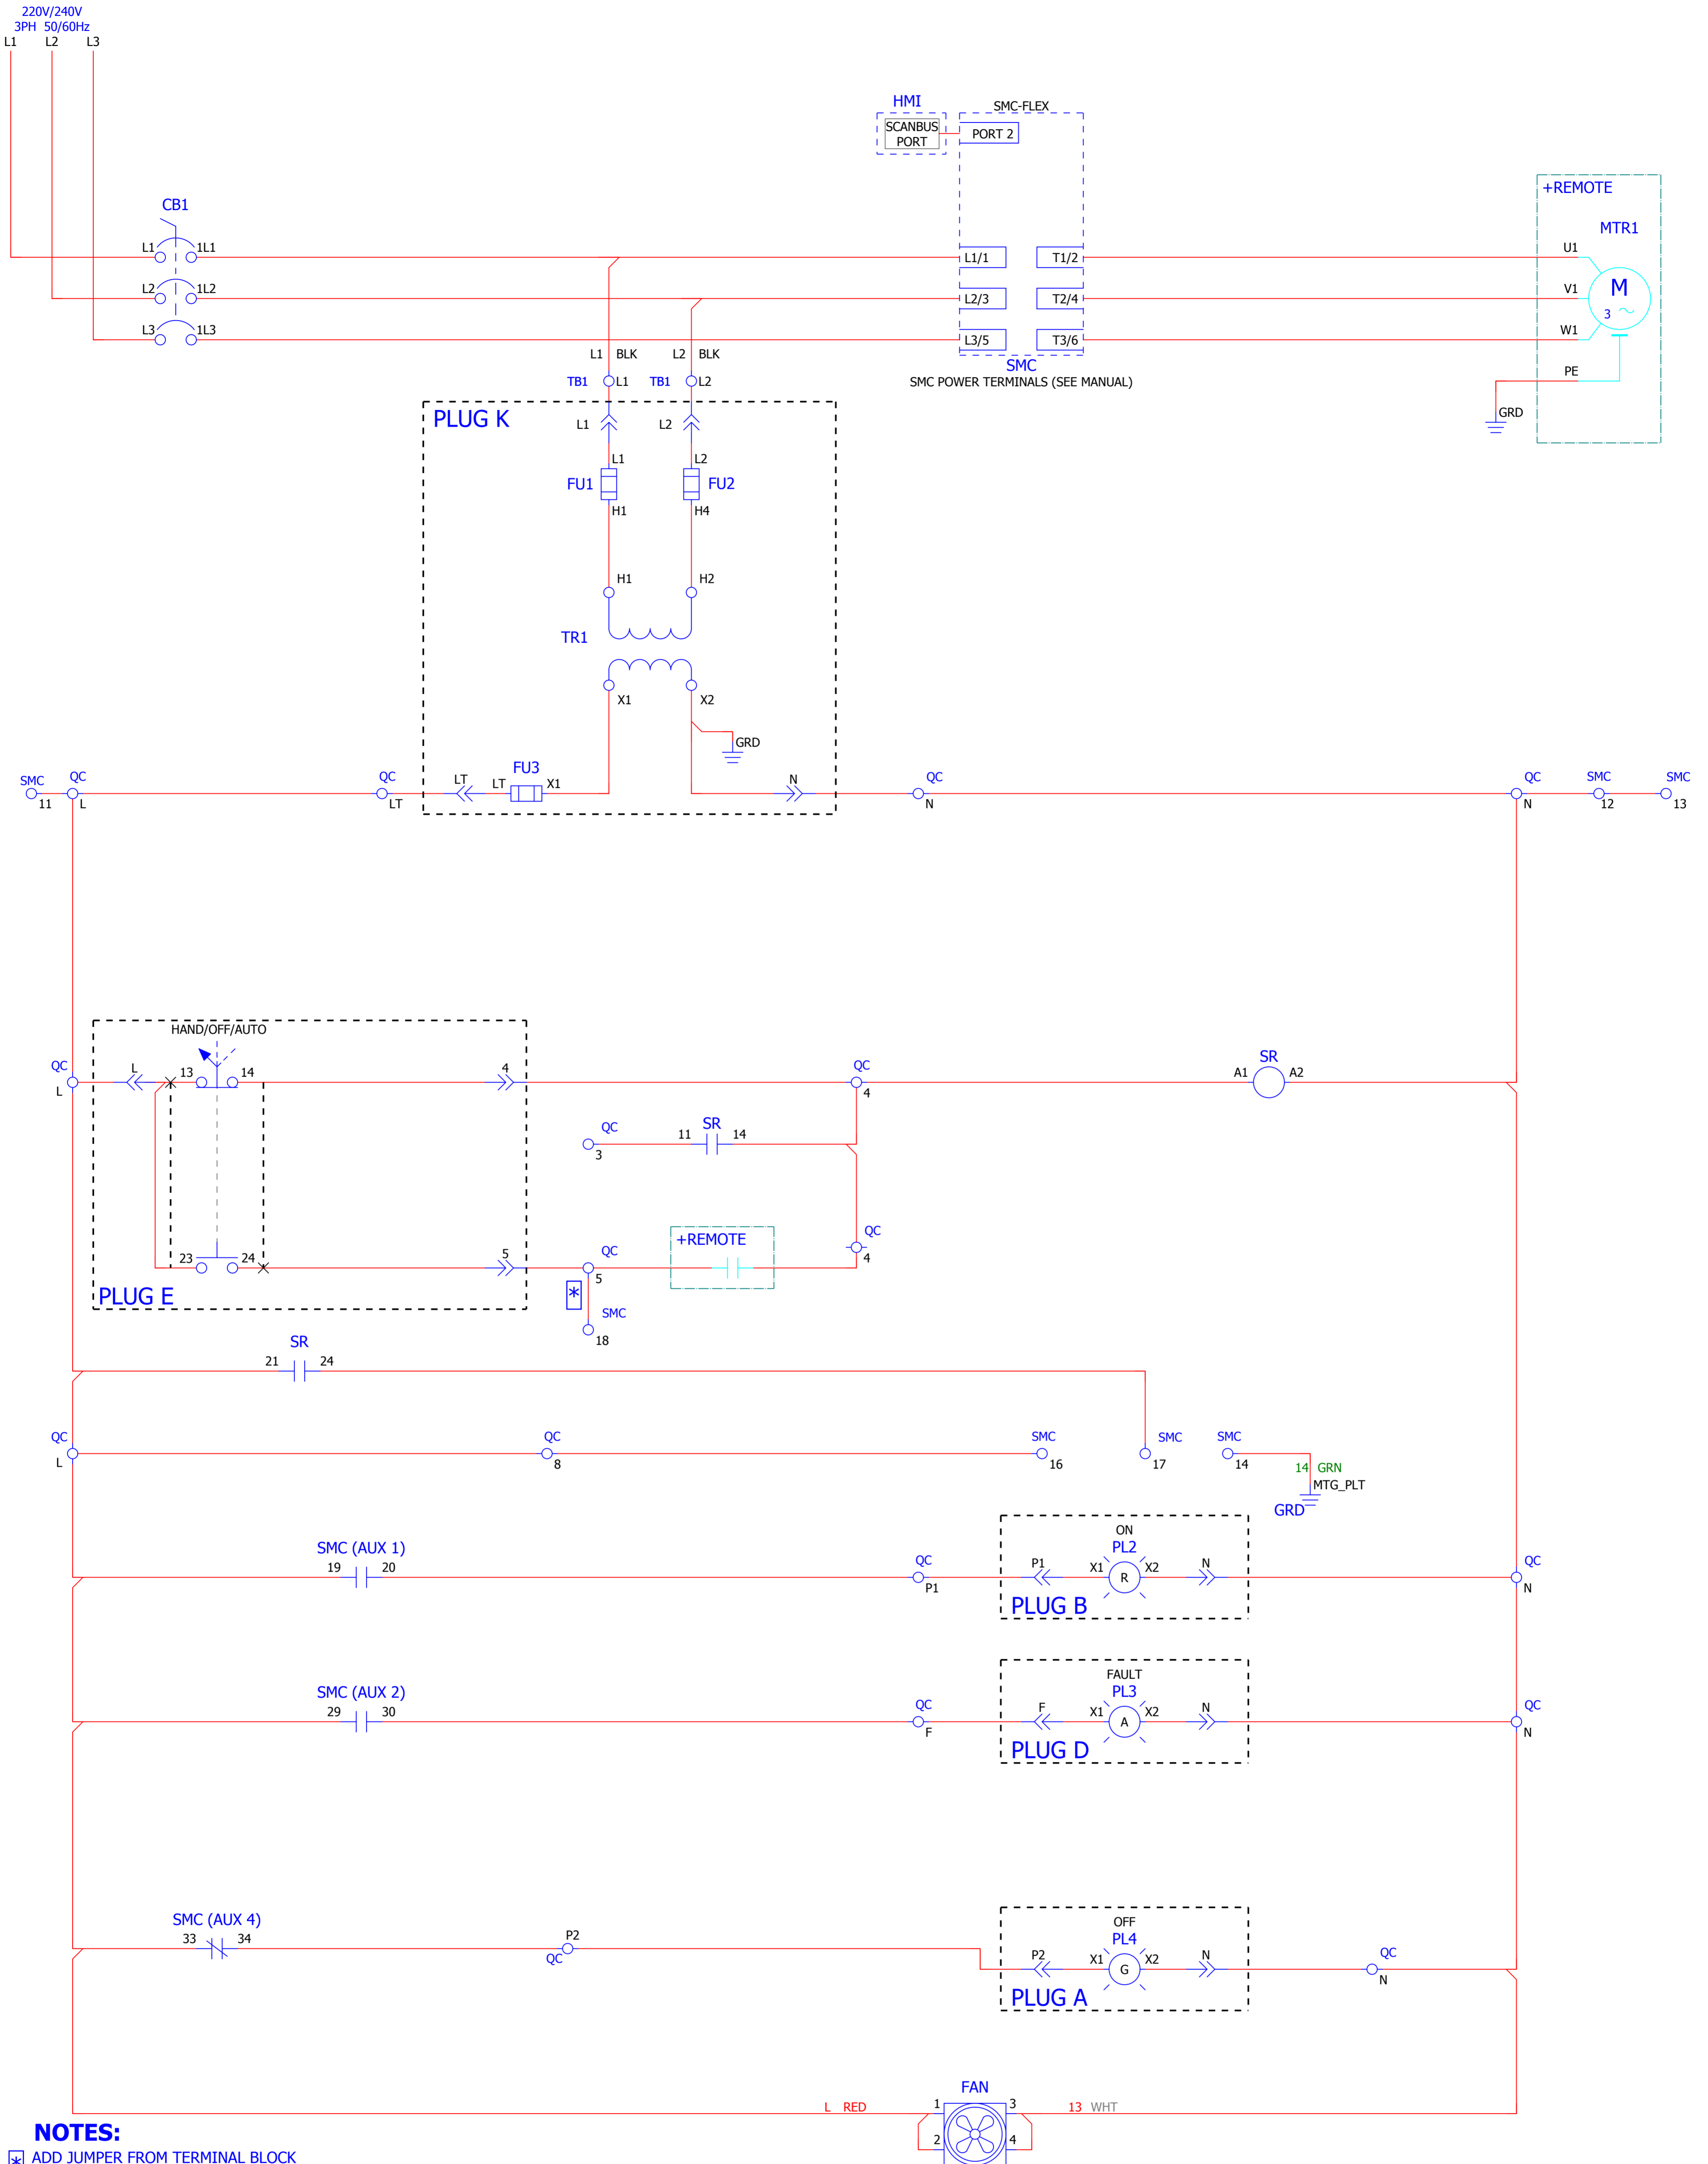 220V/240V
3PH 50/60Hz
L1 L2 L3
HMI
SMC-FLEX
SCANBUS
PORT
PORT 2
+REMOTE
MTR1
CB1
L1 1L1
L1/1 T1/2
U1
L2 1L2
L2/3 T2/4
V1
M
3
L3 1L3
L3/5 T3/6
W1
L1 BLK L2 BLK
SMC
SMC POWER TERMINALS (SEE MANUAL)
PE
TB1 L1 TB1 L2
GRD
PLUG K
L1 L2
L1 L2
FU1 FU2
H1 H4
H1 H2
TR1
X1 X2
GRD
SMC QC QC LT LT FU3 X1 N QC QC SMC SMC
11 L LT N N 12 13
HAND/OFF/AUTO
QC L 13 14 4 QC SR
L 4 A1 A2
QC 11 SR 14
3
+REMOTE
QC
4
23 24 5 QC
5
PLUG E
*
SMC
18
SR
21 24
QC QC SMC SMC SMC
L 8 16 17 14
14 GRN
MTG_PLT
GRD
ON
SMC (AUX 1) PL2
19 20 QC P1 X1 R X2 N QC
P1 N
PLUG B
FAULT
SMC (AUX 2) PL3
29 30 QC F X1 A X2 N QC
F N
PLUG D
OFF
SMC (AUX 4) PL4
33 34 P2 P2 X1 G X2 N QC
QC N
PLUG A
FAN
L RED 1 3 13 WHT
2 4
NOTES:
* ADD JUMPER FROM TERMINAL BLOCK